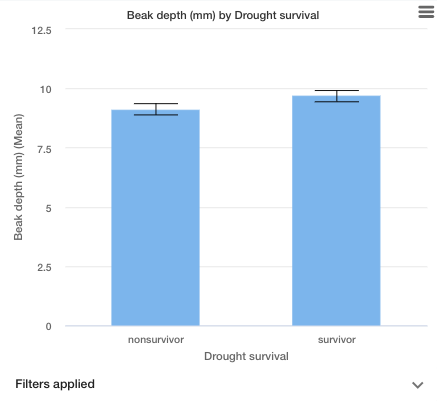 Beak depth (mm) by Drought survival
12.5
10
7.5
5
2.5
0
Beak depth (mm) (Mean)
nonsurvivor
survivor
Drought survival
Filters applied